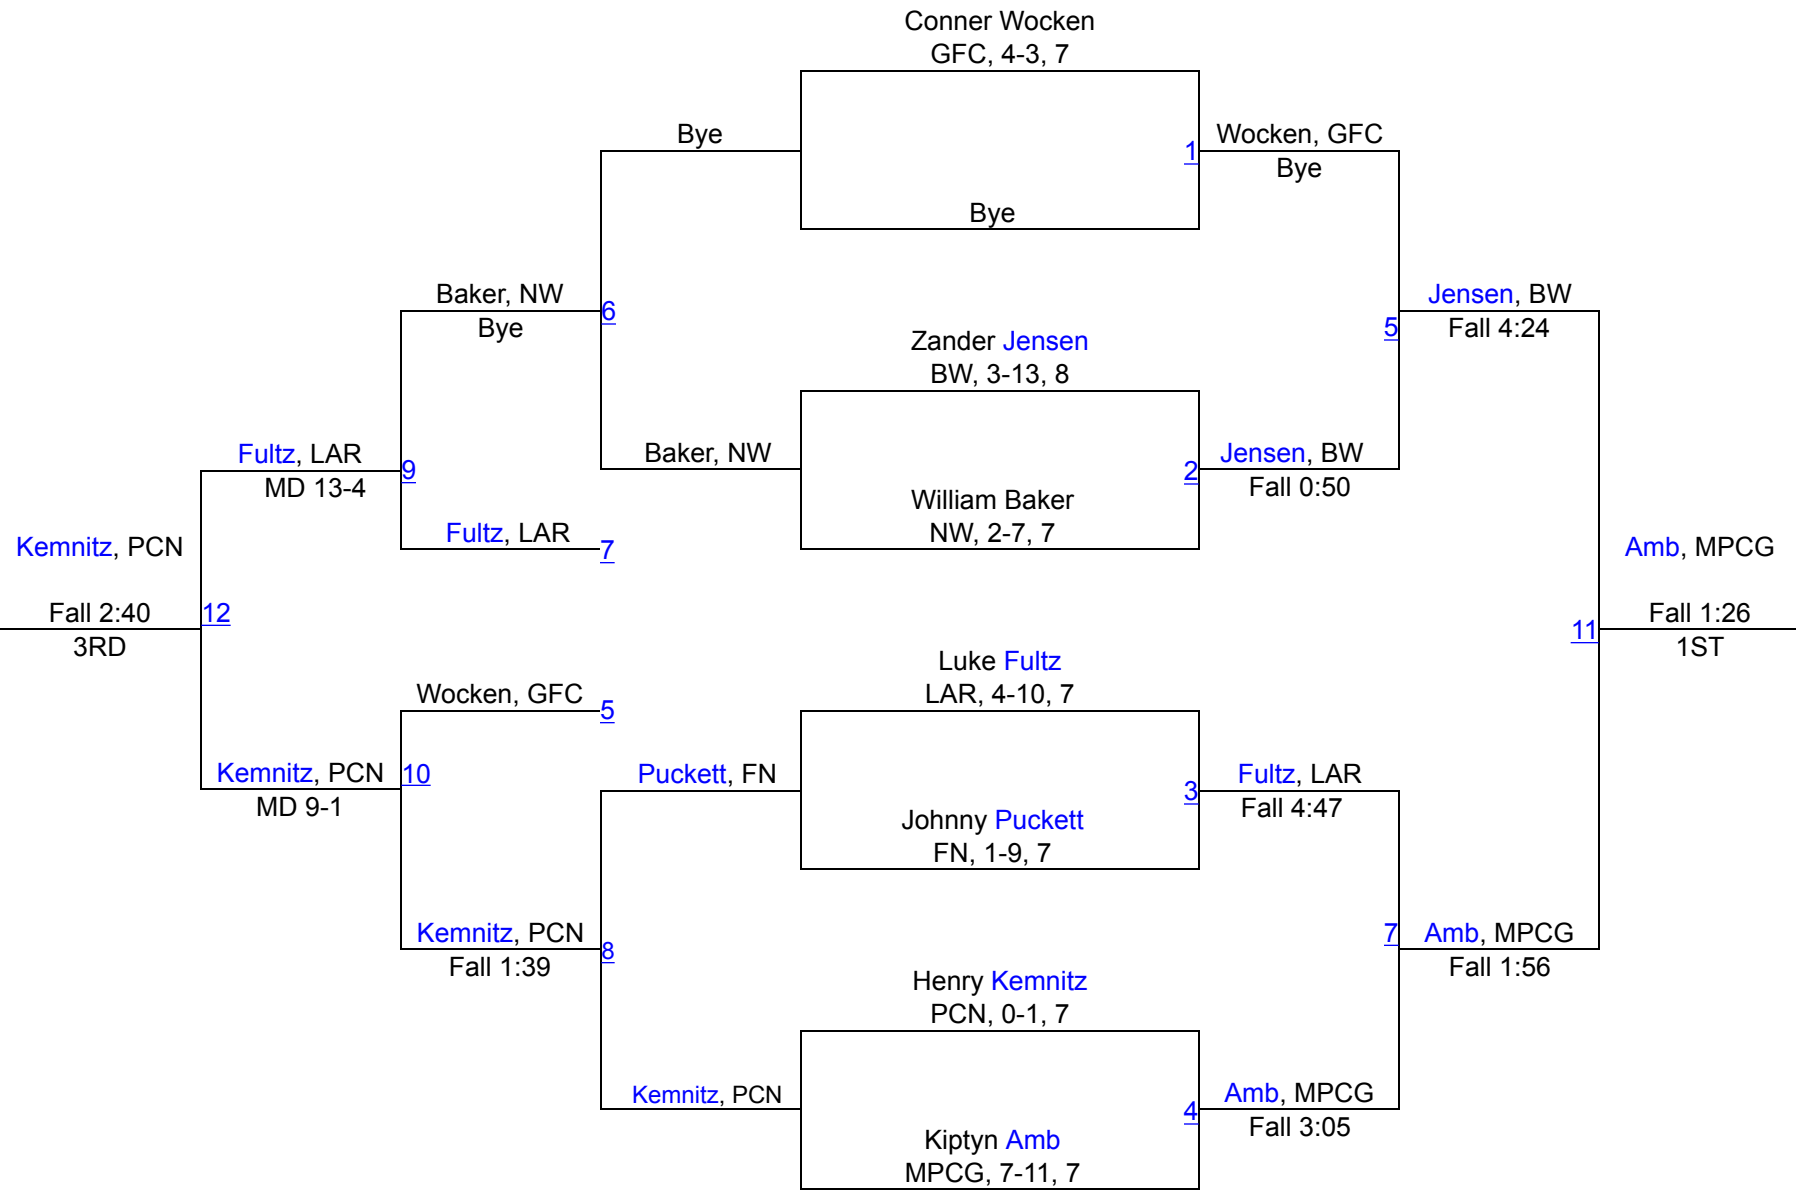 Conner Wocken
GFC, 4-3, 7
Bye
1
Wocken, GFC
Bye
Bye
Baker, NW
Bye
6
Jensen, BW
Fall 4:24
5
Zander Jensen
BW, 3-13, 8
Fultz, LAR
MD 13-4
9
Baker, NW
2
Jensen, BW
Fall 0:50
William Baker
NW, 2-7, 7
Fultz, LAR
7
Kemnitz, PCN
Fall 2:40
3RD
12
Amb, MPCG
Fall 1:26
1ST
11
Luke Fultz
LAR, 4-10, 7
Wocken, GFC
5
Kemnitz, PCN
MD 9-1
10
Puckett, FN
3
Fultz, LAR
Fall 4:47
Johnny Puckett
FN, 1-9, 7
Kemnitz, PCN
Fall 1:39
8
7
Amb, MPCG
Fall 1:56
Henry Kemnitz
PCN, 0-1, 7
Kemnitz, PCN
4
Amb, MPCG
Fall 3:05
Kiptyn Amb
MPCG, 7-11, 7